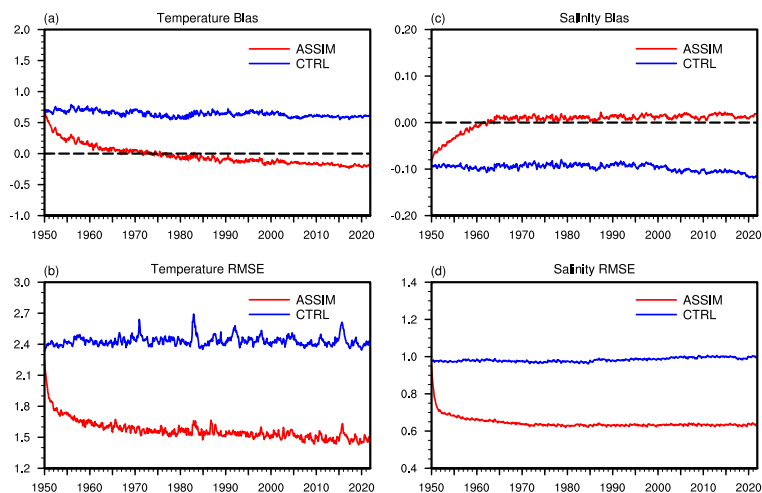 (a) Temperature Bias
1.0
2.0
ASSIM
CTRL
1.5
1.0
0.5
0.0
-0.5
-1.0
1950 1960 1970 1980 1990 2000 2010 2020
(c) Salinity Bias
0.20
ASSIM
CTRL
0.10
0.00
-0.10
-0.20
1950 1960 1970 1980 1990 2000 2010 2020
(b) Temperature RMSE
3.0
ASSIM
CTRL
2.7
2.4
2.1
1.8
1.5
1.2
1950 1960 1970 1980 1990 2000 2010 2020
(d) Salinity RMSE
1.4
ASSIM
CTRL
1.2
1.0
0.8
0.6
0.4
1950 1960 1970 1980 1990 2000 2010 2020